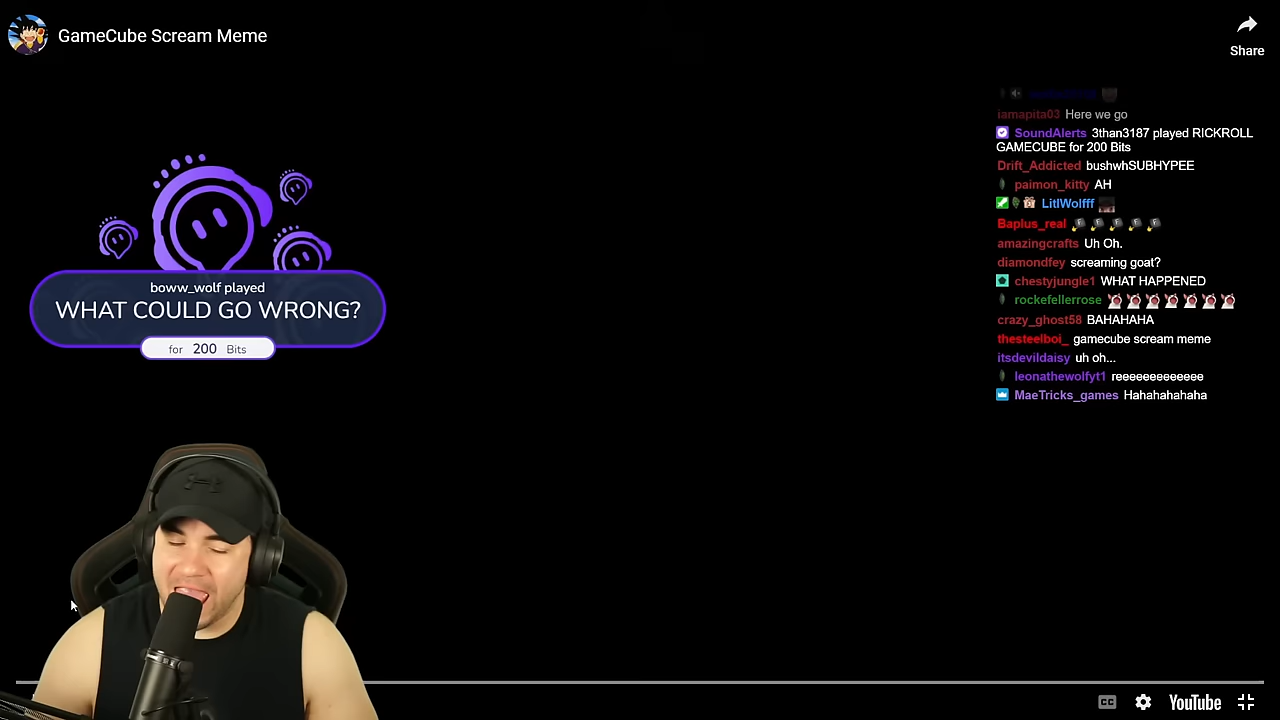 GameCube Scream Meme
Share
iamapita03 Here we go
SoundAlerts 3than3187 played RICKROLL
GAMECUBE for 200 Bits
Drift_Addicted bushwhSUBHYPEE
paimon_kitty AH
LitlWolfff
Baplus_real
amazingcrafts Uh Oh.
diamondfey screaming goat?
chestyjungle1 WHAT HAPPENED
rockefellerrose
crazy_ghost58 BAHAHAHA
thesteelboi_ gamecube scream meme
itsdevildaisy uh oh...
leonathewolfyt1 reeeeeeeeeeeee
MaeTricks_games Hahahahahaha
boww_wolf played
WHAT COULD GO WRONG?
for 200 Bits
CC
YouTube